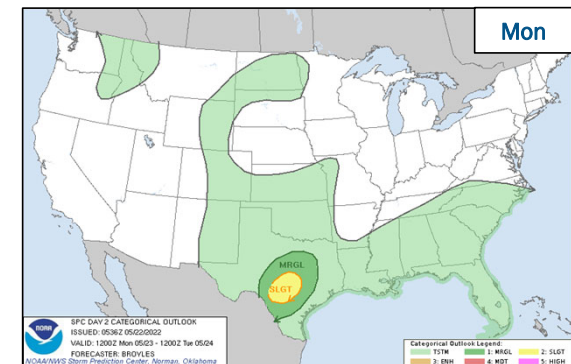 Mon
MRGL
SLGT
NOAA
SPC DAY 2 CATEGORICAL OUTLOOK
ISSUED: 0536Z 05/22/2022
VALID: 1200Z Mon 05/23 - 1200Z Tue 05/24
FORECASTER: BROYLES
NOAA/NWS Storm Prediction Center, Norman, Oklahoma
Categorical Outlook Legend:
TSTM 1: MRGL 2: SLGT
3: ENH 4: MDT 5: HIGH